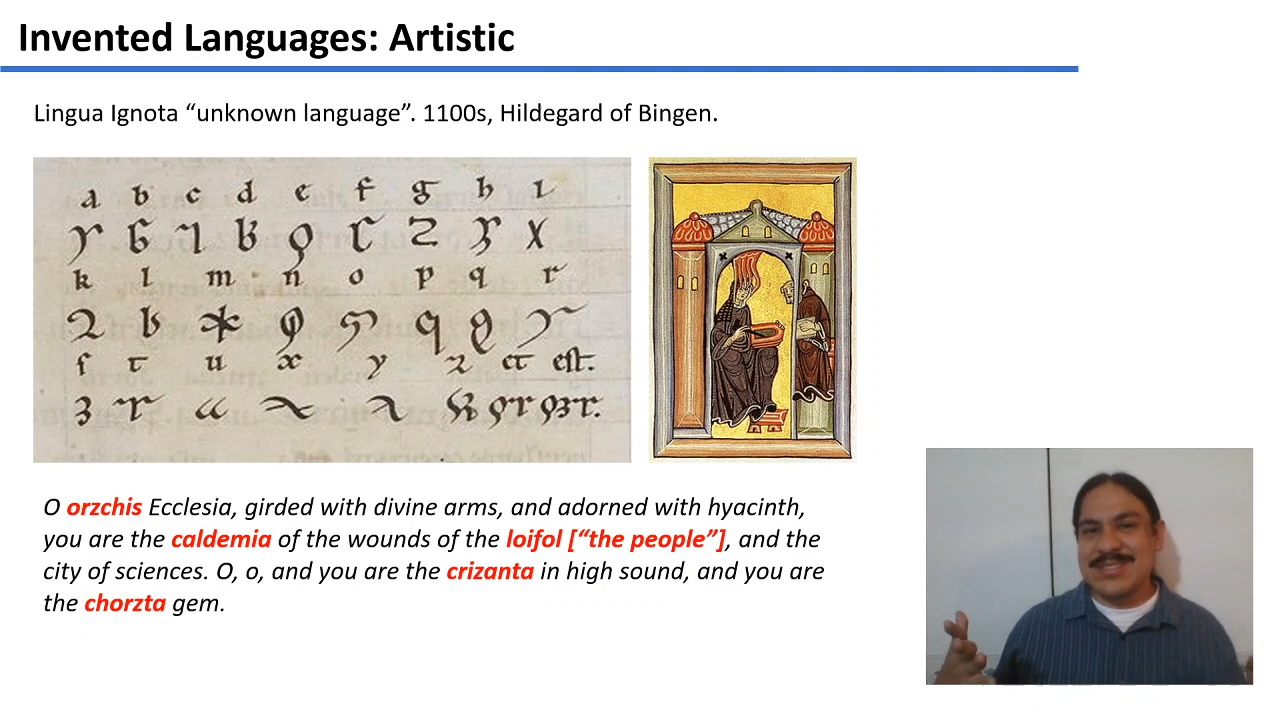 Invented Languages: Artistic
Lingua Ignota “unknown language”. 1100s, Hildegard of Bingen.
a b c d e f g h ı
k l m n o p q r
ſ t u x y z et eſt.
O orzchis Ecclesia, girded with divine arms, and adorned with hyacinth,
you are the caldemia of the wounds of the loifol [“the people”], and the
city of sciences. O, o, and you are the crizanta in high sound, and you are
the chorzta gem.